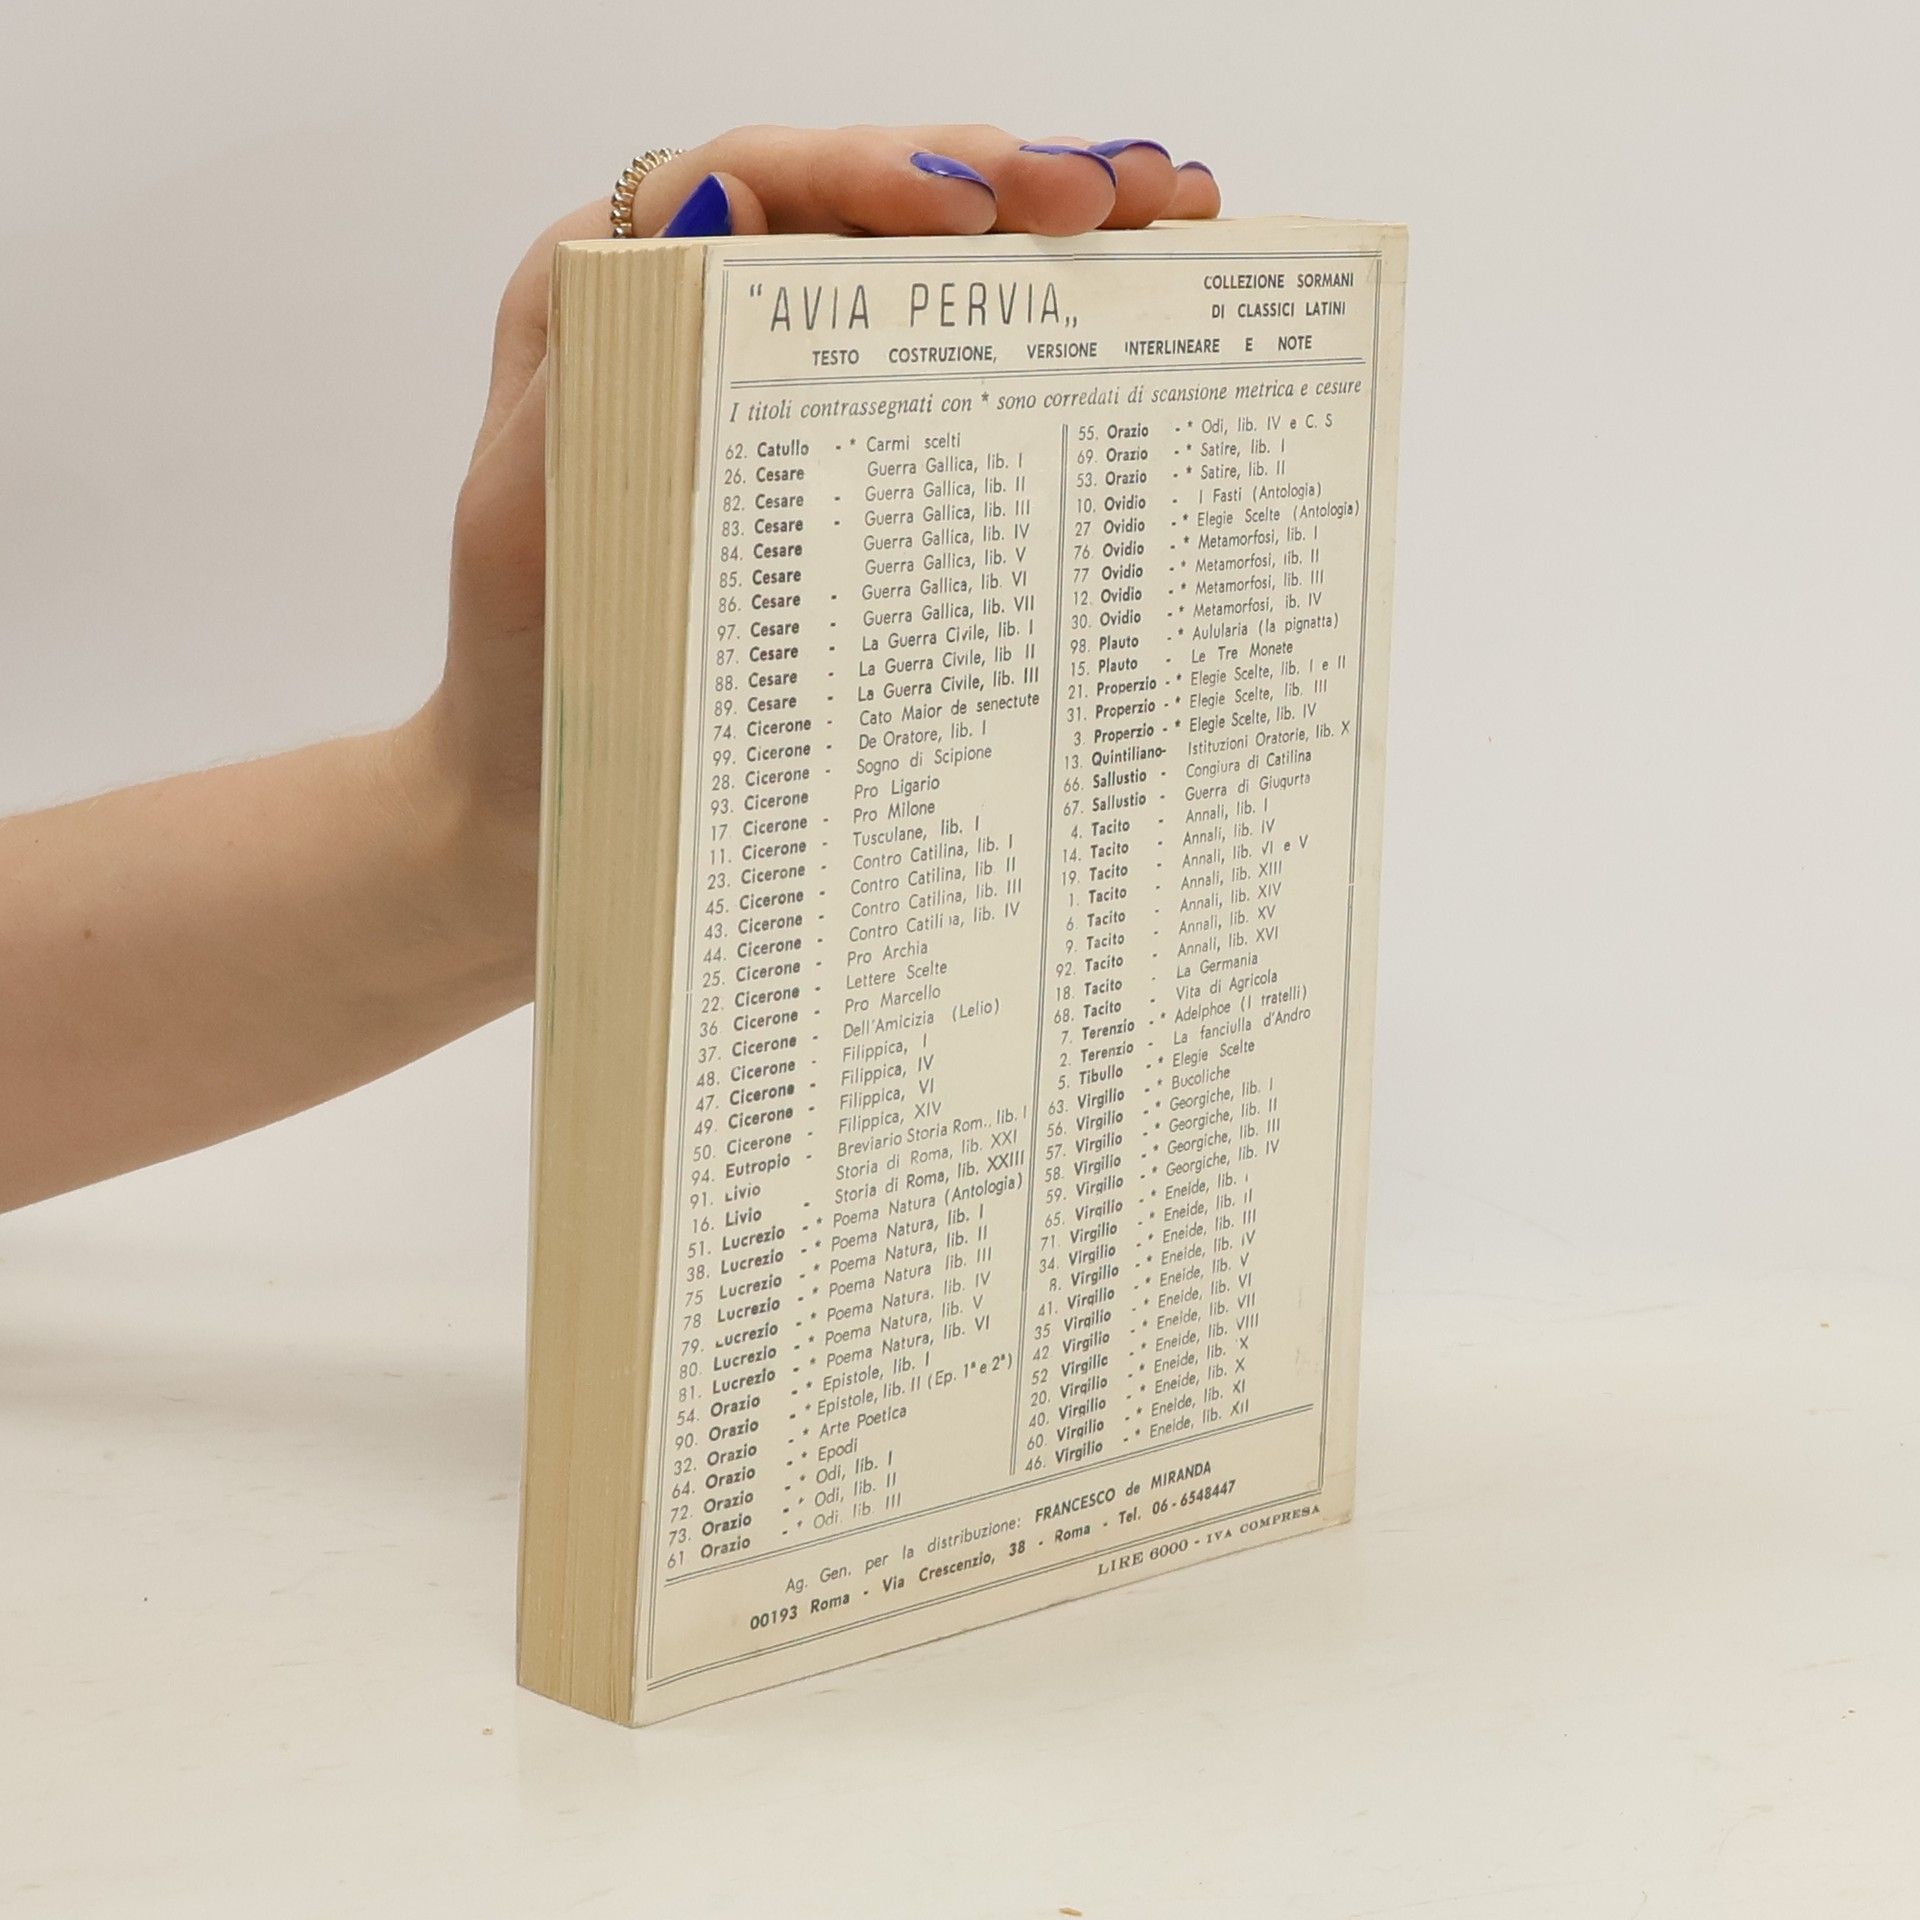 “AVIA PERVIA„
COLLEZIONE SORMANI
DI CLASSICI LATINI
TESTO COSTRUZIONE, VERSIONE INTERLINEARE E NOTE
I titoli contrassegnati con * sono corredati di scansione metrica e cesure
62. Catullo - * Carmi scelti
26. Cesare Guerra Gallica, lib. I
82. Cesare - Guerra Gallica, lib. II
83. Cesare - Guerra Gallica, lib. III
84. Cesare Guerra Gallica, lib. IV
85. Cesare Guerra Gallica, lib. V
86. Cesare - Guerra Gallica, lib. VI
97. Cesare - Guerra Gallica, lib. VII
87. Cesare - La Guerra Civile, lib. I
88. Cesare - La Guerra Civile, lib II
89. Cesare - La Guerra Civile, lib. III
74. Cicerone - Cato Maior de senectute
99. Cicerone - De Oratore, lib. I
28. Cicerone - Sogno di Scipione
93. Cicerone Pro Ligario
17 Cicerone - Pro Milone
11. Cicerone - Tusculane, lib. I
23. Cicerone - Contro Catilina, lib. I
45. Cicerone - Contro Catilina, lib. II
43. Cicerone - Contro Catilina, lib. III
44. Cicerone - Contro Catilina, lib. IV
25. Cicerone - Pro Archia
22. Cicerone - Lettere Scelte
36. Cicerone - Pro Marcello
37. Cicerone - Dell'Amicizia (Lelio)
48. Cicerone - Filippica, I
47. Cicerone - Filippica, IV
49. Cicerone - Filippica, VI
50. Cicerone - Filippica, XIV
94. Eutropio - Breviario Storia Rom., lib. I
91. Livio Storia di Roma, lib. XXI
16. Livio - Storia di Roma, lib. XXIII
51. Lucrezio - * Poema Natura (Antologia)
38. Lucrezio - * Poema Natura, lib. I
75 Lucrezio - * Poema Natura, lib. II
78 Lucrezio - * Poema Natura lib. III
79. Lucrezio - * Poema Natura. lib. IV
80. Lucrezio - * Poema Natura, lib. V
81. Lucrezio - * Poema Natura, lib. VI
54. Orazio - * Epistole, lib. I
90. Orazio - * Epistole, lib. II (Ep. 1ª e 2ª)
32. Orazio - * Arte Poetica
64. Orazio - * Epodi
72. Orazio - * Odi, lib. I
73. Orazio - * Odi, lib. II
61 Orazio - * Odi. lib. III
55. Orazio - * Odi, lib. IV e C. S
69. Orazio - * Satire, lib. I
53. Orazio - * Satire, lib. II
10. Ovidio - I Fasti (Antologia)
27 Ovidio - * Elegie Scelte (Antologia)
76. Ovidio - * Metamorfosi, lib. I
77 Ovidio - * Metamorfosi, lib. II
12. Ovidio - * Metamorfosi, lib. III
30. Ovidio - * Metamorfosi, ib. IV
98. Plauto - * Aulularia (la pignatta)
15. Plauto - Le Tre Monete
21. Properzio - * Elegie Scelte, lib. I e II
31. Properzio - * Elegie Scelte, lib. III
3. Properzio - * Elegie Scelte, lib. IV
13. Quintiliano- Istituzioni Oratorie, lib. X
66. Sallustio - Congiura di Catilina
67. Sallustio - Guerra di Giugurta
4. Tacito - Annali, lib. I
14. Tacito - Annali, lib. IV
19. Tacito - Annali, lib. VI e V
1. Tacito - Annali, lib. XIII
6. Tacito - Annali, lib. XIV
9. Tacito - Annali, lib. XV
92. Tacito - Annali, lib. XVI
18. Tacito - La Germania
68. Tacito - Vita di Agricola
7. Terenzio - * Adelphoe (I fratelli)
2. Terenzio - La fanciulla d'Andro
5. Tibullo - * Elegie Scelte
63. Virgilio - * Bucoliche
56. Virgilio - * Georgiche, lib. I
57. Virgilio - * Georgiche, lib. II
58. Virgilio - * Georgiche, lib. III
59. Virgilio - * Georgiche, lib. IV
65. Virgilio - * Eneide, lib. I
71. Virgilio - * Eneide, lib. II
34. Virgilio - * Eneide, lib. III
8. Virgilio - * Eneide, lib. IV
41. Virgilio - * Eneide, lib. V
35 Virgilio - * Eneide, lib. VI
42 Virgilio - * Eneide, lib. VII
52 Virgilio - * Eneide, lib. VIII
20. Virgilio - * Eneide, lib. 'X
40. Virgilio - * Eneide, lib. X
60 Virgilio - * Eneide, lib. XI
46. Virgilio - * Eneide, lib. XII
Ag. Gen. per la distribuzione: FRANCESCO de MIRANDA
00193 Roma - Via Crescenzio, 38 - Roma - Tel. 06-6548447
LIRE 6000 - IVA COMPRESA